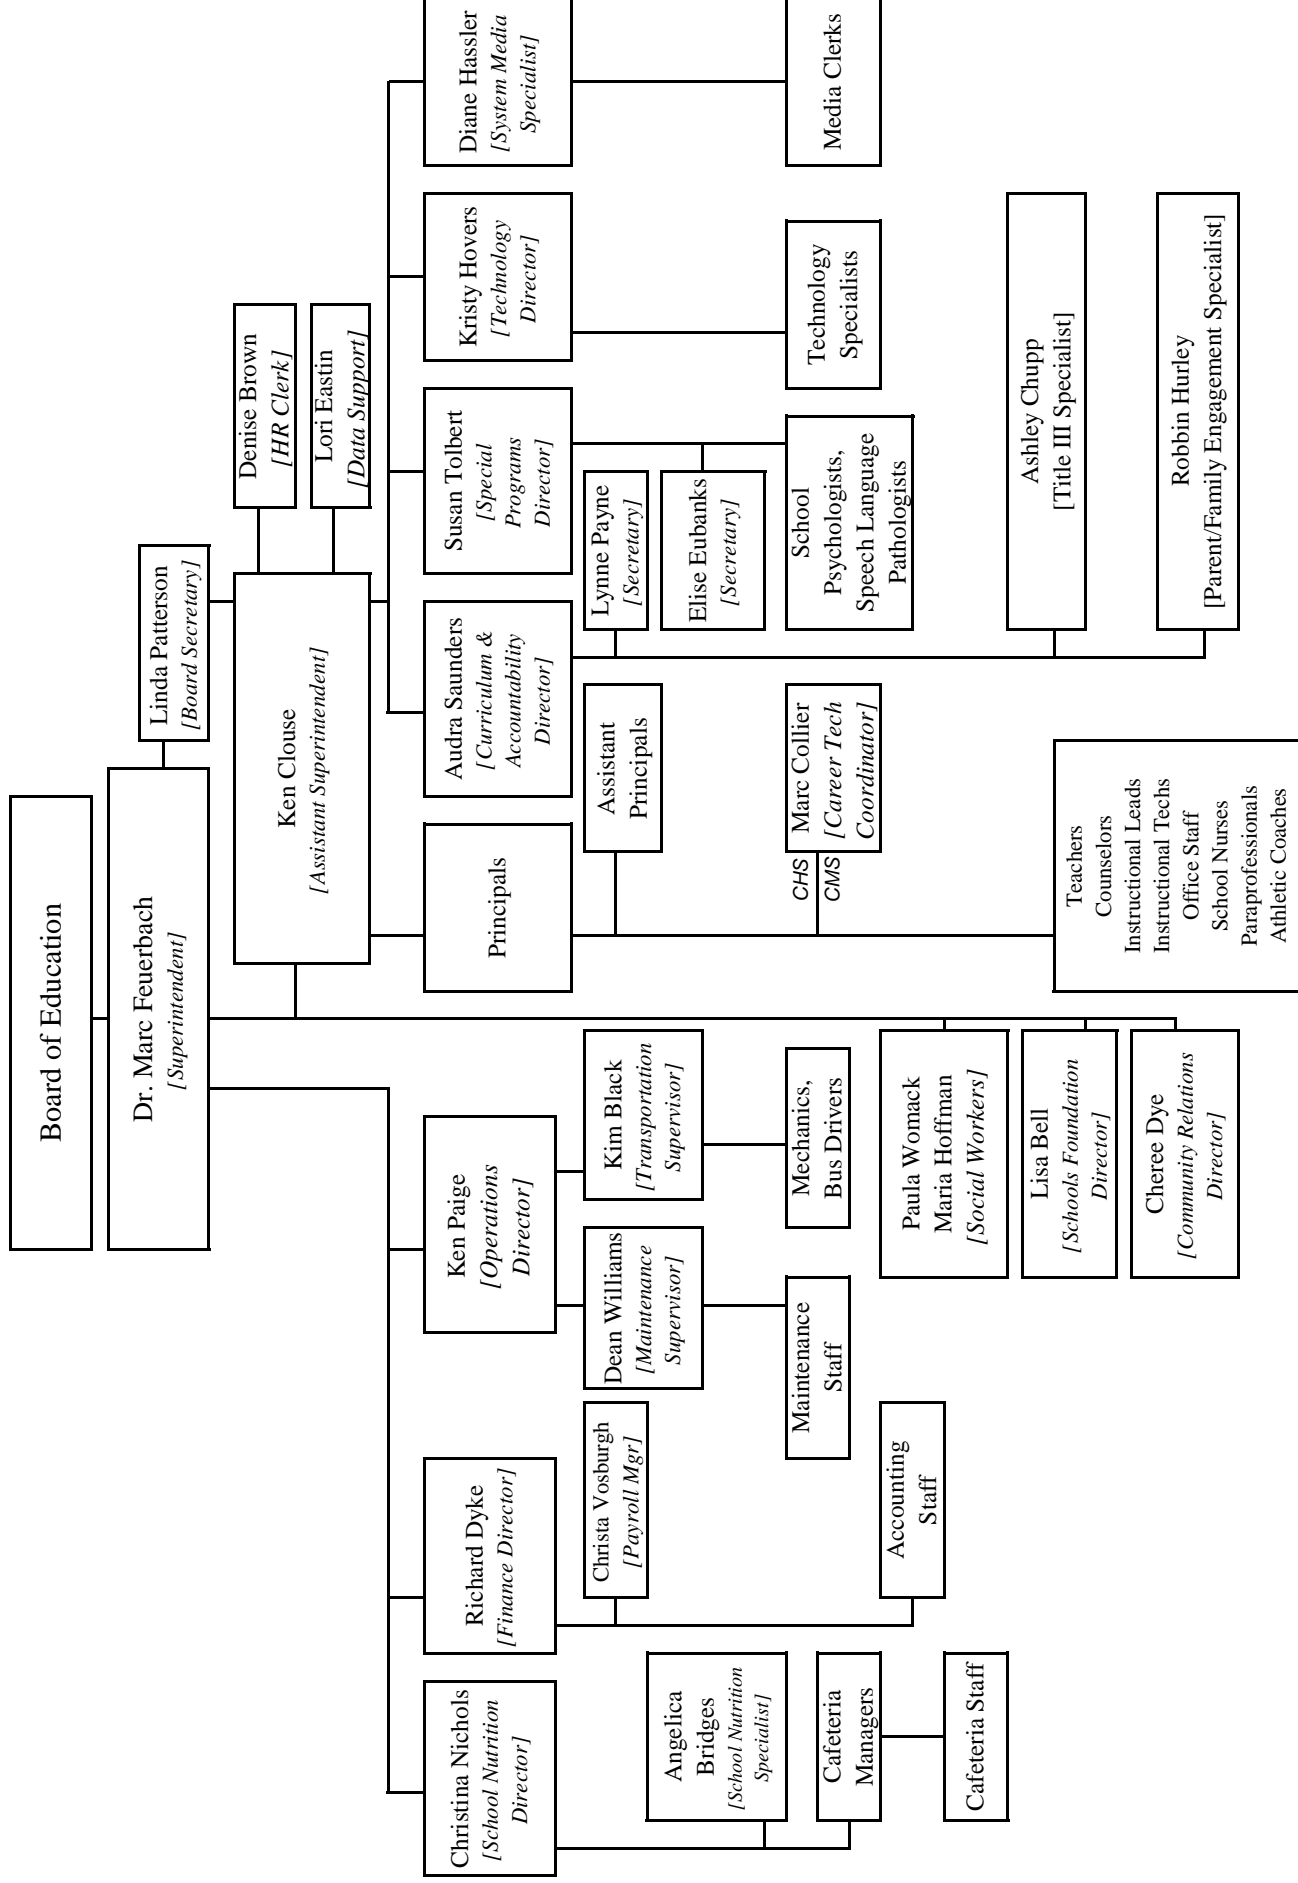 Board of Education
Dr. Marc Feuerbach
[Superintendent]
Linda Patterson
[Board Secretary]
Ken Clouse
[Assistant Superintendent]
Denise Brown
[HR Clerk]
Lori Eastin
[Data Support]
Christina Nichols
[School Nutrition
Director]
Richard Dyke
[Finance Director]
Ken Paige
[Operations
Director]
Principals
Audra Saunders
[Curriculum &
Accountability
Director]
Susan Tolbert
[Special
Programs
Director]
Kristy Hovers
[Technology
Director]
Diane Hassler
[System Media
Specialist]
Angelica
Bridges
[School Nutrition
Specialist]
Cafeteria
Managers
Cafeteria Staff
Christa Vosburgh
[Payroll Mgr]
Accounting
Staff
Dean Williams
[Maintenance
Supervisor]
Maintenance
Staff
Kim Black
[Transportation
Supervisor]
Mechanics,
Bus Drivers
Paula Womack
Maria Hoffman
[Social Workers]
Lisa Bell
[Schools Foundation
Director]
Cheree Dye
[Community Relations
Director]
Assistant
Principals
CHS
CMS
Marc Collier
[Career Tech
Coordinator]
Teachers
Counselors
Instructional Leads
Instructional Techs
Office Staff
School Nurses
Paraprofessionals
Athletic Coaches
Lynne Payne
[Secretary]
Elise Eubanks
[Secretary]
School
Psychologists,
Speech Language
Pathologists
Technology
Specialists
Media Clerks
Ashley Chupp
[Title III Specialist]
Robbin Hurley
[Parent/Family Engagement Specialist]